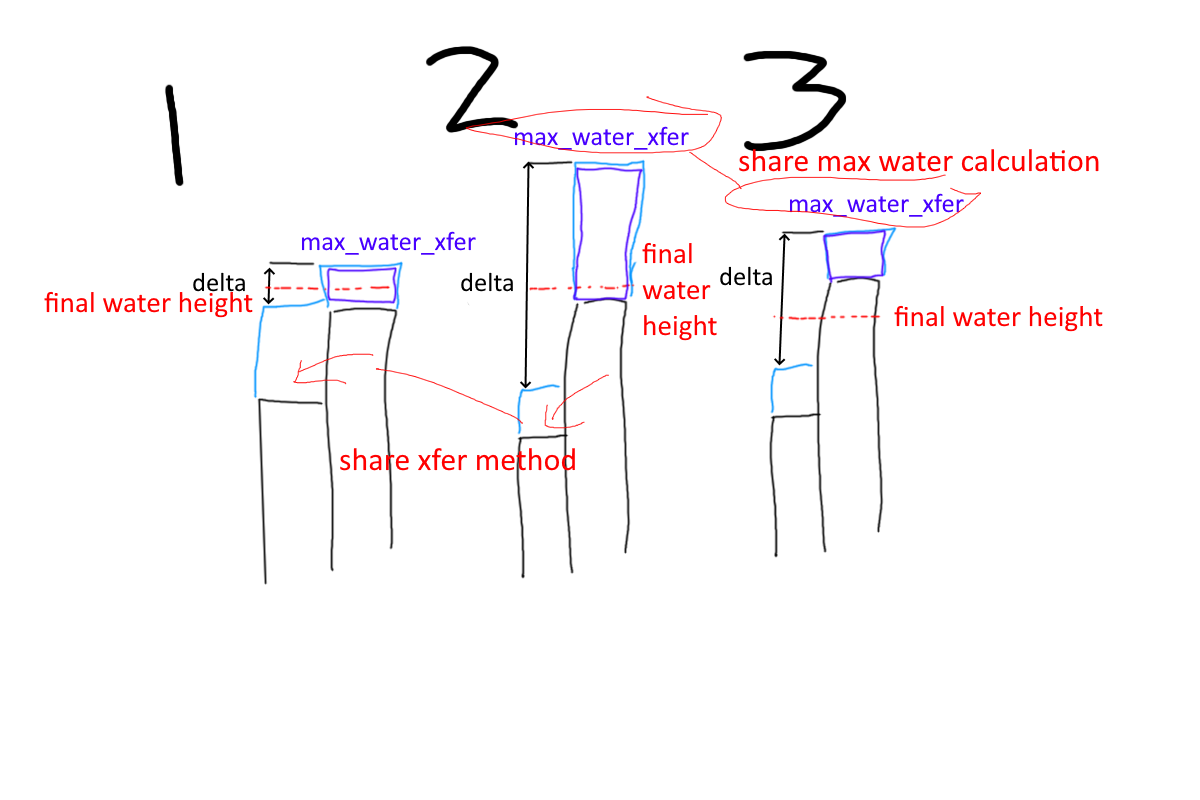 1
2
3
max_water_xfer
share max water calculation
max_water_xfer
max_water_xfer
final
water
height
delta
delta
delta
final water height
final water height
share xfer method